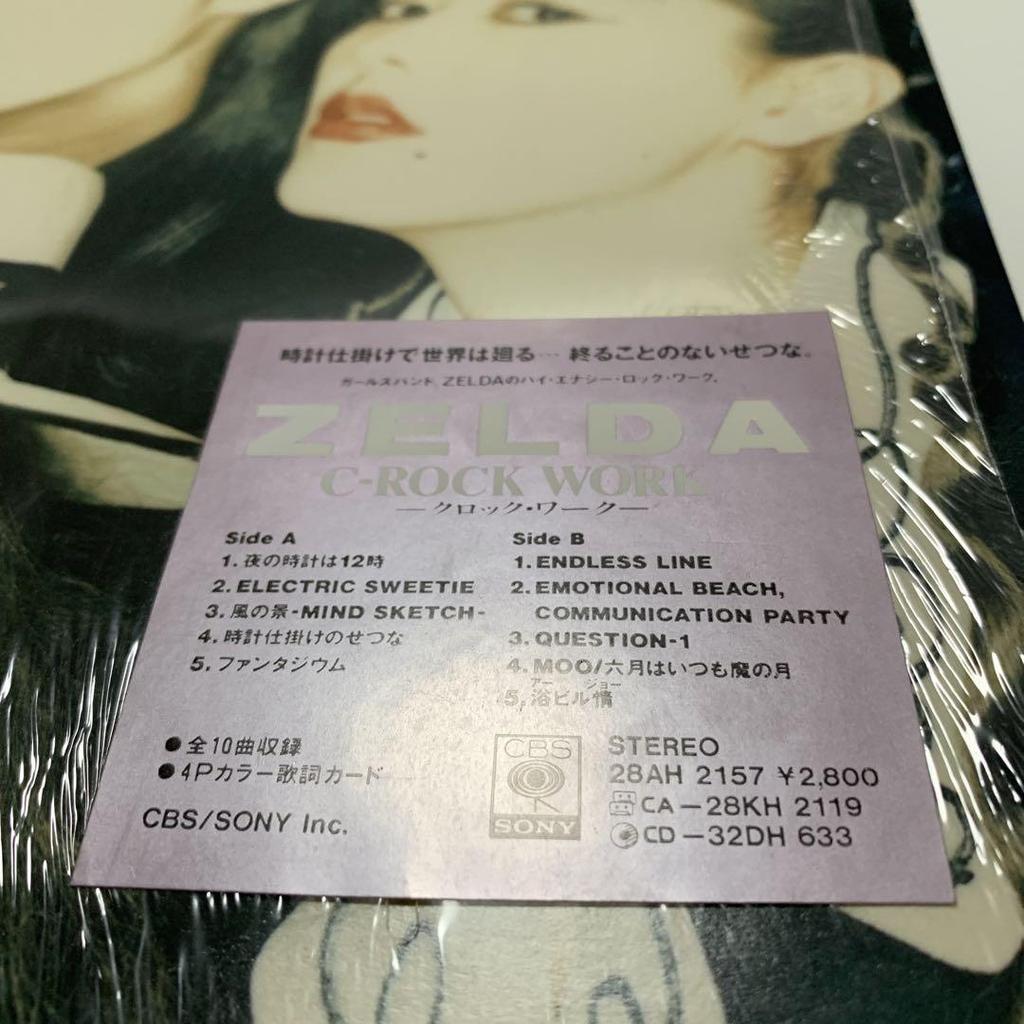 時計仕掛けで世界は廻る… 終ることのないせつな。
ガールスバンド、ZELDAのハイ・エナジー・ロック・ワーク。
ZELDA
C-ROCK WORK
—クロック・ワーク—
Side A
1. 夜の時計は12時
2. ELECTRIC SWEETIE
3. 風の景-MIND SKETCH-
4. 時計仕掛けのせつな
5. ファンタジウム
Side B
1. ENDLESS LINE
2. EMOTIONAL BEACH,
COMMUNICATION PARTY
3. QUESTION-1
4. MOO/六月はいつも魔の月
アー ジョー
5. 浴ビル情
●全10曲収録
●4Pカラー歌詞カード
CBS/SONY Inc.
CBS
SONY
STEREO
28AH 2157 ¥2,800
CA—28KH 2119
CD—32DH 633